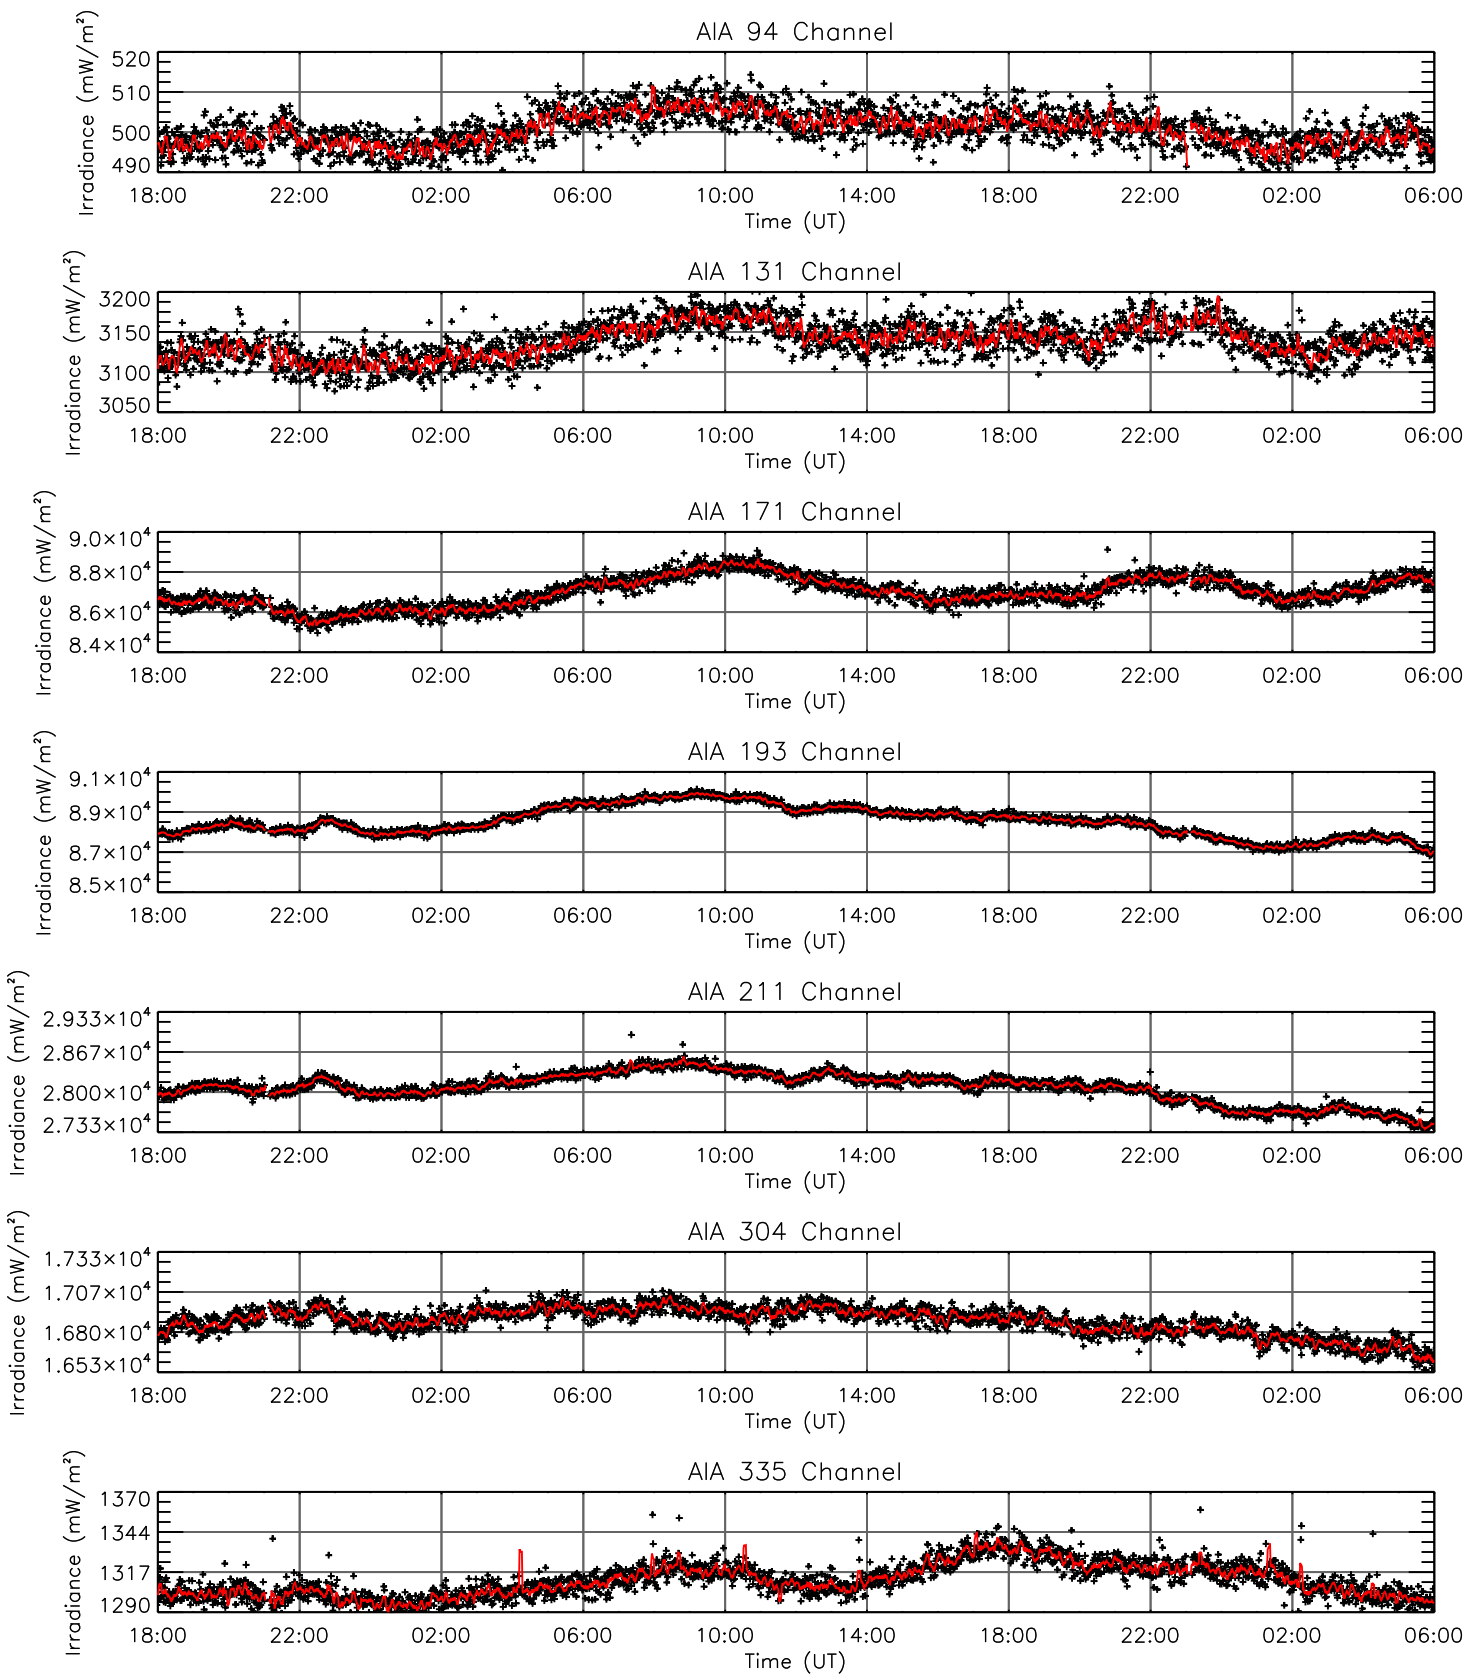 AIA 94 Channel
Irradiance (mW/m²)
520
510
500
490
18:00 22:00 02:00 06:00 10:00 14:00 18:00 22:00 02:00 06:00
Time (UT)
AIA 131 Channel
Irradiance (mW/m²)
3200
3150
3100
3050
18:00 22:00 02:00 06:00 10:00 14:00 18:00 22:00 02:00 06:00
Time (UT)
AIA 171 Channel
Irradiance (mW/m²)
9.0×10⁴
8.8×10⁴
8.6×10⁴
8.4×10⁴
18:00 22:00 02:00 06:00 10:00 14:00 18:00 22:00 02:00 06:00
Time (UT)
AIA 193 Channel
Irradiance (mW/m²)
9.1×10⁴
8.9×10⁴
8.7×10⁴
8.5×10⁴
18:00 22:00 02:00 06:00 10:00 14:00 18:00 22:00 02:00 06:00
Time (UT)
AIA 211 Channel
Irradiance (mW/m²)
2.933×10⁴
2.867×10⁴
2.800×10⁴
2.733×10⁴
18:00 22:00 02:00 06:00 10:00 14:00 18:00 22:00 02:00 06:00
Time (UT)
AIA 304 Channel
Irradiance (mW/m²)
1.733×10⁴
1.707×10⁴
1.680×10⁴
1.653×10⁴
18:00 22:00 02:00 06:00 10:00 14:00 18:00 22:00 02:00 06:00
Time (UT)
AIA 335 Channel
Irradiance (mW/m²)
1370
1344
1317
1290
18:00 22:00 02:00 06:00 10:00 14:00 18:00 22:00 02:00 06:00
Time (UT)